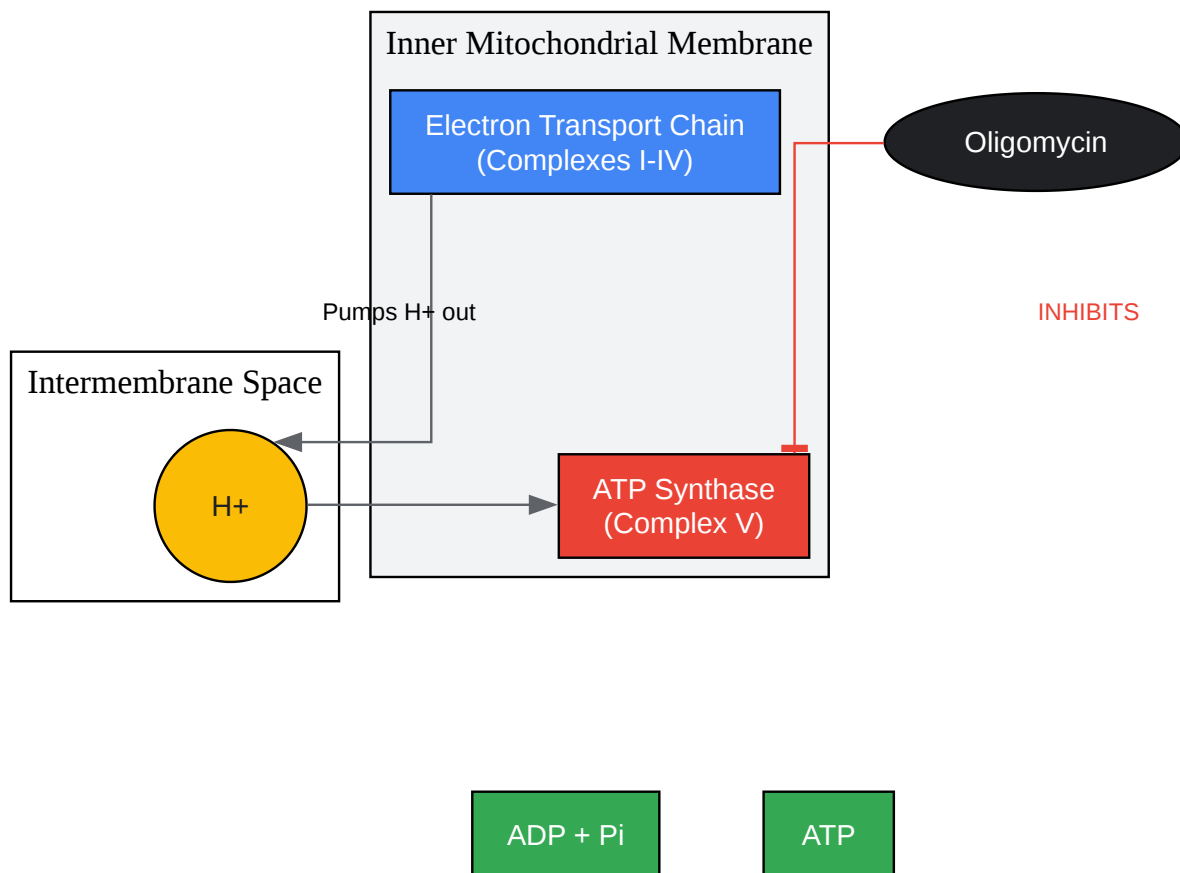 Inner Mitochondrial Membrane
Electron Transport Chain
(Complexes I-IV)
Oligomycin
Pumps H+ out
INHIBITS
Intermembrane Space
H+
ATP Synthase
(Complex V)
ADP + Pi
ATP